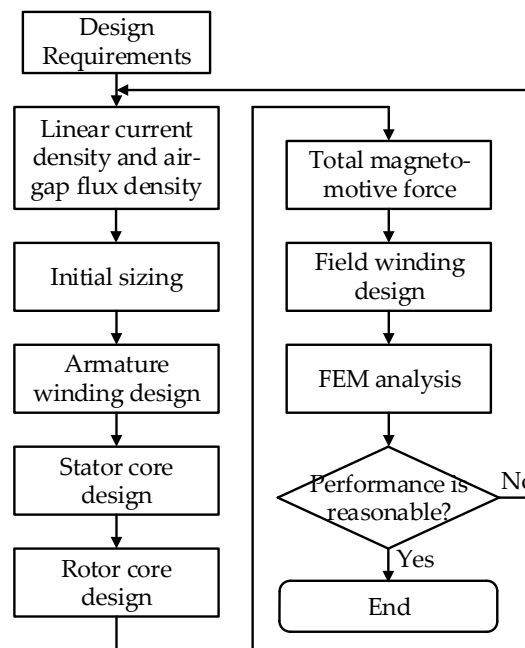 Design
Requirements
Linear current
density and air-
gap flux density
Initial sizing
Armature
winding design
Stator core
design
Rotor core
design
Total magneto-
motive force
Field winding
design
FEM analysis
Performance is
reasonable?
No
Yes
End